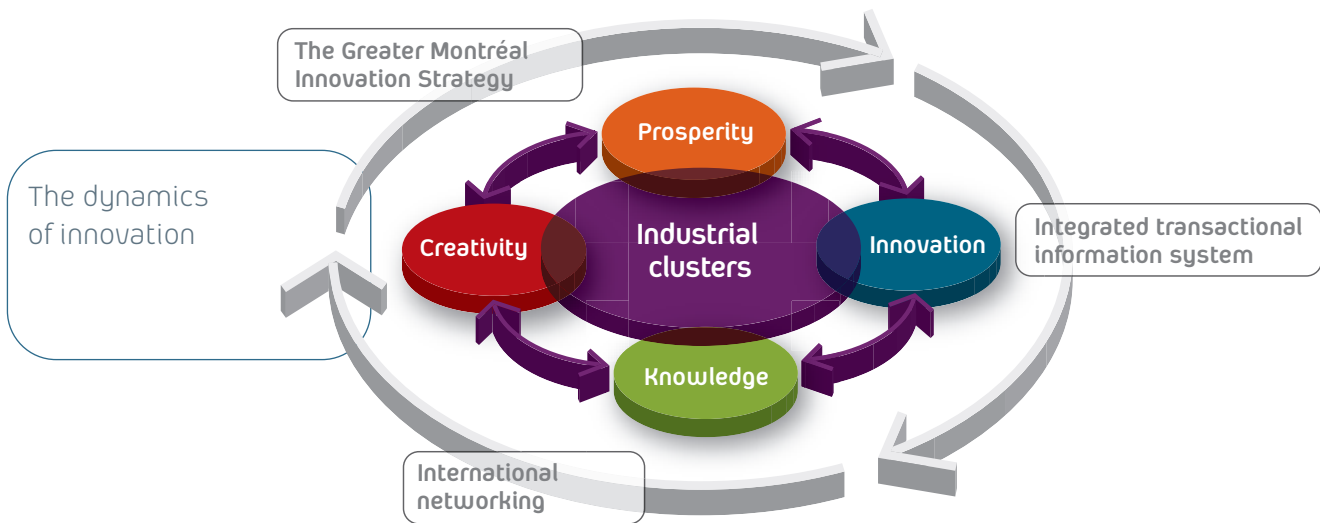 The Greater Montréal
Innovation Strategy
Prosperity
The dynamics
of innovation
Creativity
Industrial
clusters
Innovation
Integrated transactional
information system
Knowledge
International
networking